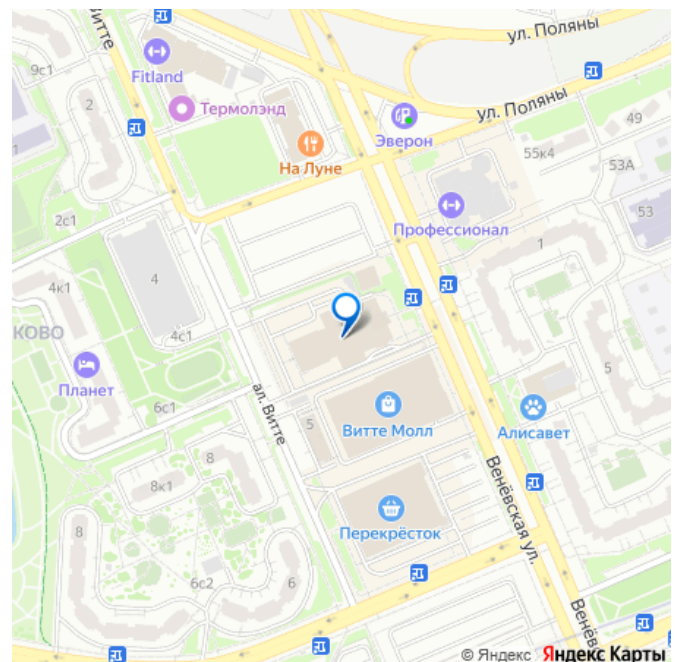 Витте
ул. Поляны
9с1
Fitland
2
Термолэнд
ул. Поляны
Эверон
49
1
На Луне
55к4
53А
2с1
Профессионал
53
1
4
4к1
КОВО
4с1
5
Планет
ал. Витте
6с1
5
Витте Молл
Алисавет
8
8к1
Венёвская ул.
Перекрёсток
8
6с2
6
Венёв
© Яндекс Яндекс Карты